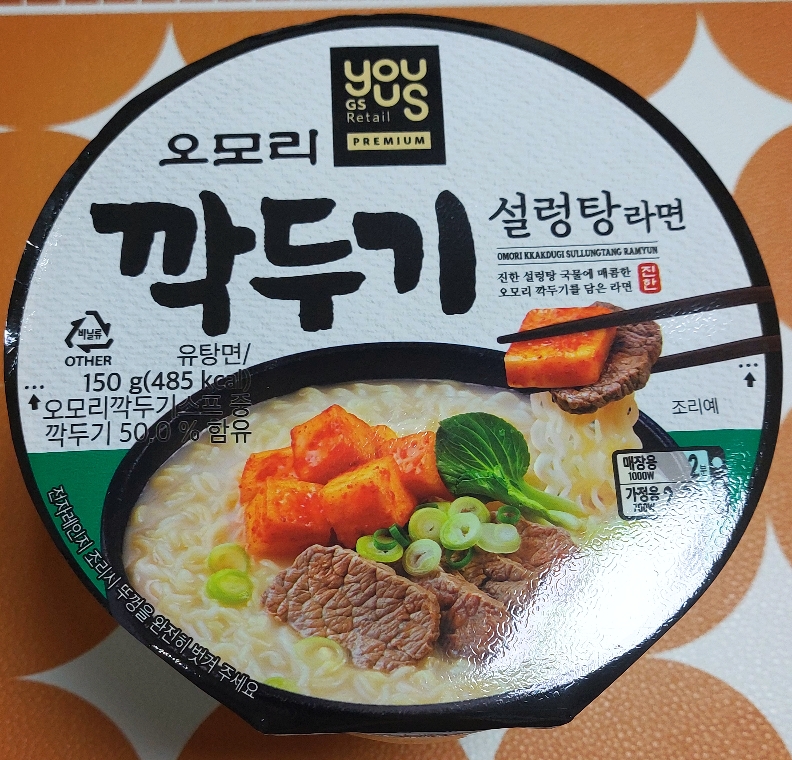 YOU
US
GS
Retail
PREMIUM
오모리
깍두기
설렁탕라면
OMORI KKAKDUGI SULLUNGTANG RAMYUN
진한 설렁탕 국물에 매콤한
오모리 깍두기를 담은 라면
진한
비닐류
OTHER
유탕면/
150 g(485 kcal)
오모리깍두기스프 중
깍두기 50.0 % 함유
조리예
매장용 2분
1000W
가정용
700W
전자레인지 조리시 뚜껑을 완전히 벗겨 주세요